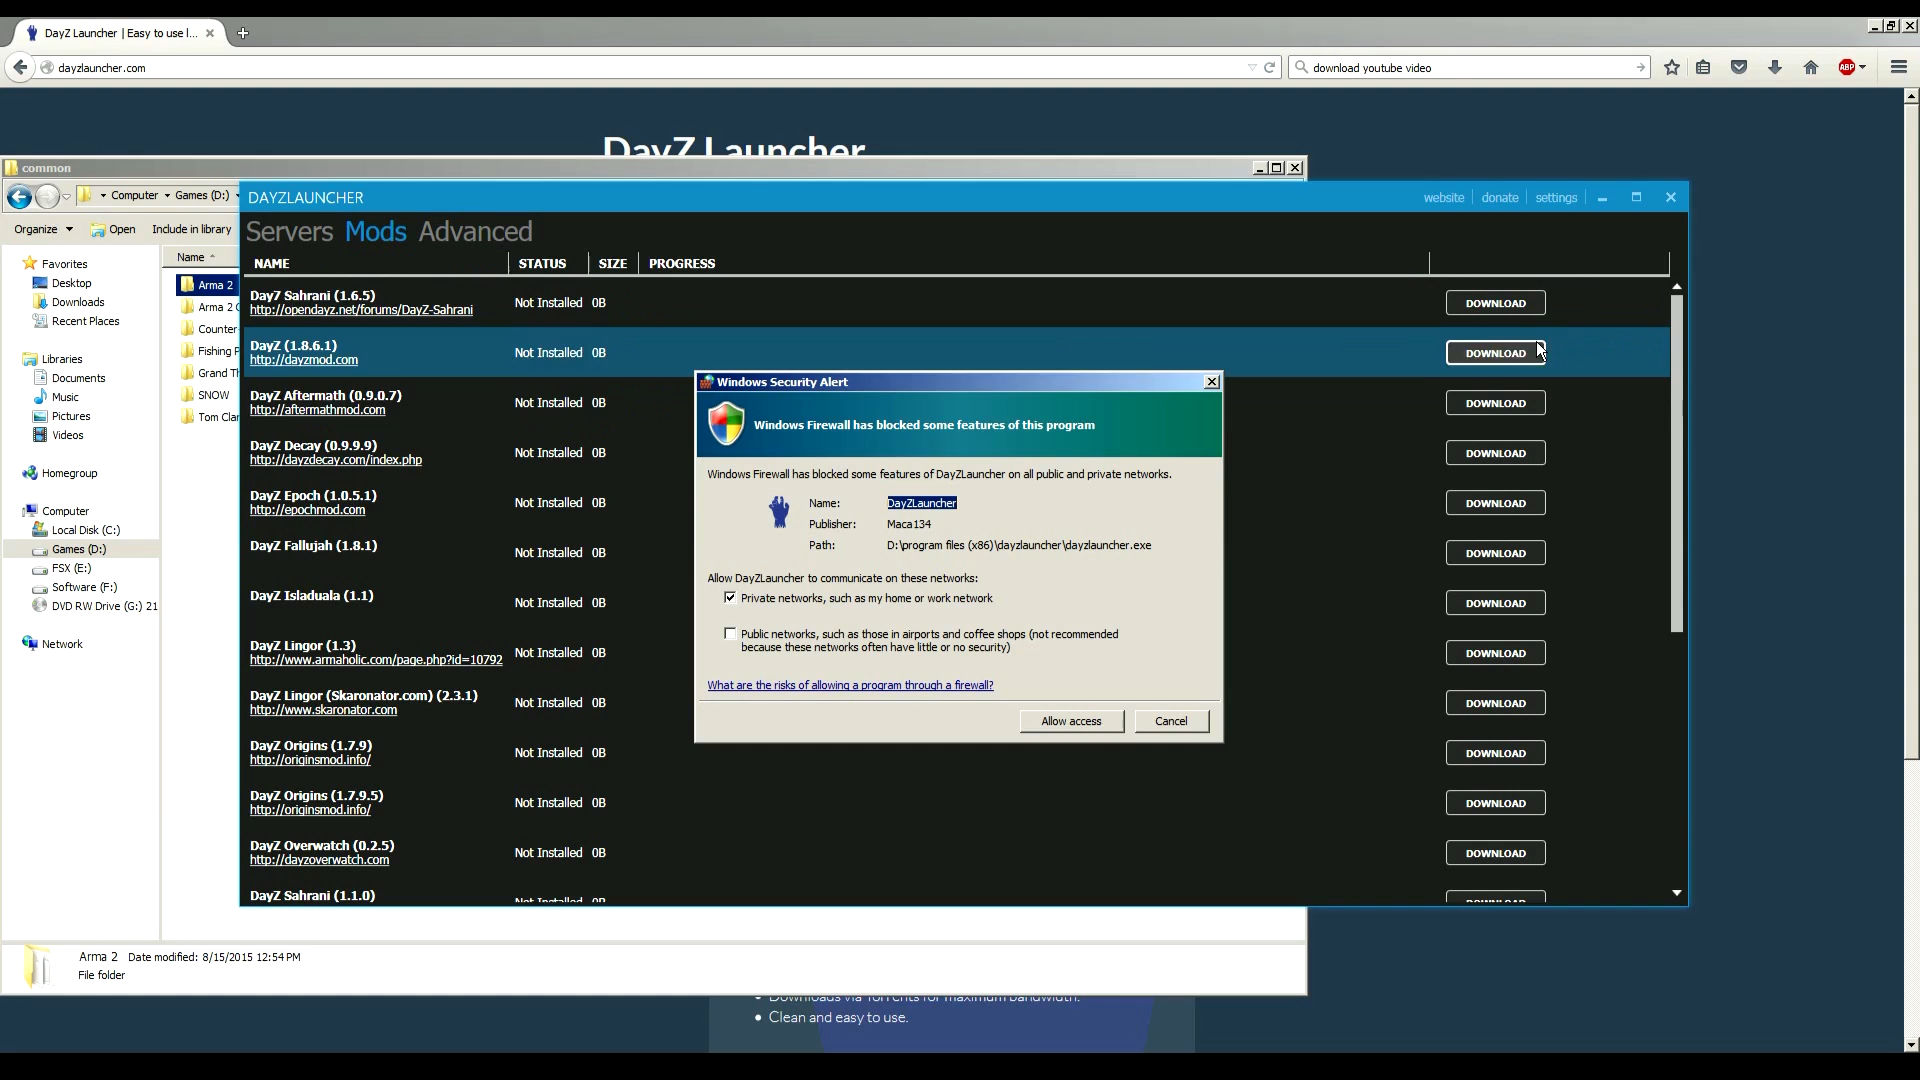 DayZ Launcher | Easy to use l...
dayzlauncher.com
download youtube video
ABP
DayZ Launcher
common
Computer
Games (D:)
Organize
Open
Include in library
Favorites
Desktop
Downloads
Recent Places
Libraries
Documents
Music
Pictures
Videos
Homegroup
Computer
Local Disk (C:)
Games (D:)
FSX (E:)
Software (F:)
DVD RW Drive (G:) 21
Network
Name
Arma 2
Arma 2
Counter
Fishing
Grand
SNOW
Tom
DAYZLAUNCHER
website donate settings
Servers Mods Advanced
NAME STATUS SIZE PROGRESS
Day7 Sahrani (1.6.5)
http://opendayz.net/forums/DayZ-Sahrani
Not Installed 0B DOWNLOAD
DayZ (1.8.6.1)
http://dayzmod.com
Not Installed 0B DOWNLOAD
DayZ Aftermath (0.9.0.7)
http://aftermathmod.com
Not Installed 0B DOWNLOAD
DayZ Decay (0.9.9.9)
http://dayzdecay.com/index.php
Not Installed 0B DOWNLOAD
DayZ Epoch (1.0.5.1)
http://epochmod.com
Not Installed 0B DOWNLOAD
DayZ Fallujah (1.8.1)
Not Installed 0B DOWNLOAD
DayZ Isladuala (1.1)
Not Installed 0B DOWNLOAD
DayZ Lingor (1.3)
http://www.armaholic.com/page.php?id=10792
Not Installed 0B DOWNLOAD
DayZ Lingor (Skaronator.com) (2.3.1)
http://www.skaronator.com
Not Installed 0B DOWNLOAD
DayZ Origins (1.7.9)
http://originsmod.info/
Not Installed 0B DOWNLOAD
DayZ Origins (1.7.9.5)
http://originsmod.info/
Not Installed 0B DOWNLOAD
DayZ Overwatch (0.2.5)
http://dayzoverwatch.com
Not Installed 0B DOWNLOAD
DayZ Sahrani (1.1.0)
Not Installed 0B DOWNLOAD
Windows Security Alert
Windows Firewall has blocked some features of this program
Windows Firewall has blocked some features of DayZLauncher on all public and private networks.
Name: DayZLauncher
Publisher: Maca134
Path: D:\program files (x86)\dayzlauncher\dayzlauncher.exe
Allow DayZLauncher to communicate on these networks:
Private networks, such as my home or work network
Public networks, such as those in airports and coffee shops (not recommended
because these networks often have little or no security)
What are the risks of allowing a program through a firewall?
Allow access Cancel
Arma 2 Date modified: 8/15/2015 12:54 PM
File folder
• Downloads via Torrents for maximum bandwidth.
• Clean and easy to use.